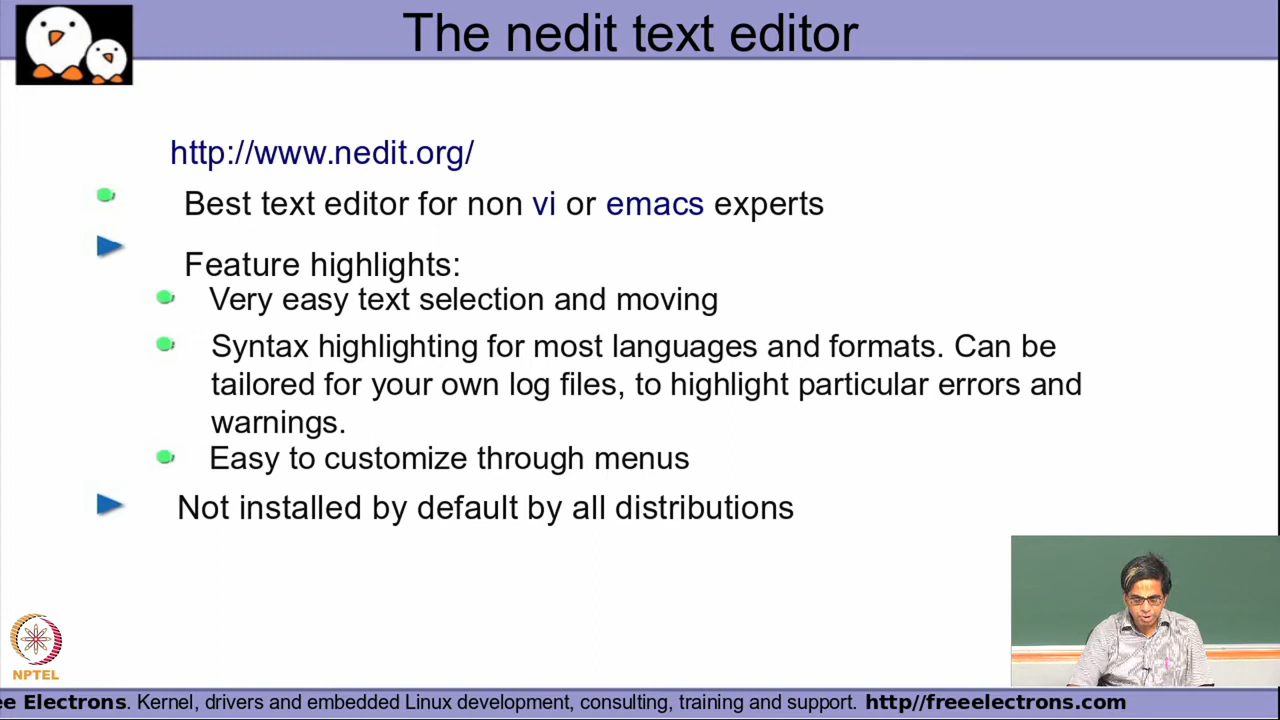 The nedit text editor
http://www.nedit.org/
Best text editor for non vi or emacs experts
Feature highlights:
Very easy text selection and moving
Syntax highlighting for most languages and formats. Can be
tailored for your own log files, to highlight particular errors and
warnings.
Easy to customize through menus
Not installed by default by all distributions
NPTEL
ee Electrons. Kernel, drivers and embedded Linux development, consulting, training and support. http//freeelectrons.com